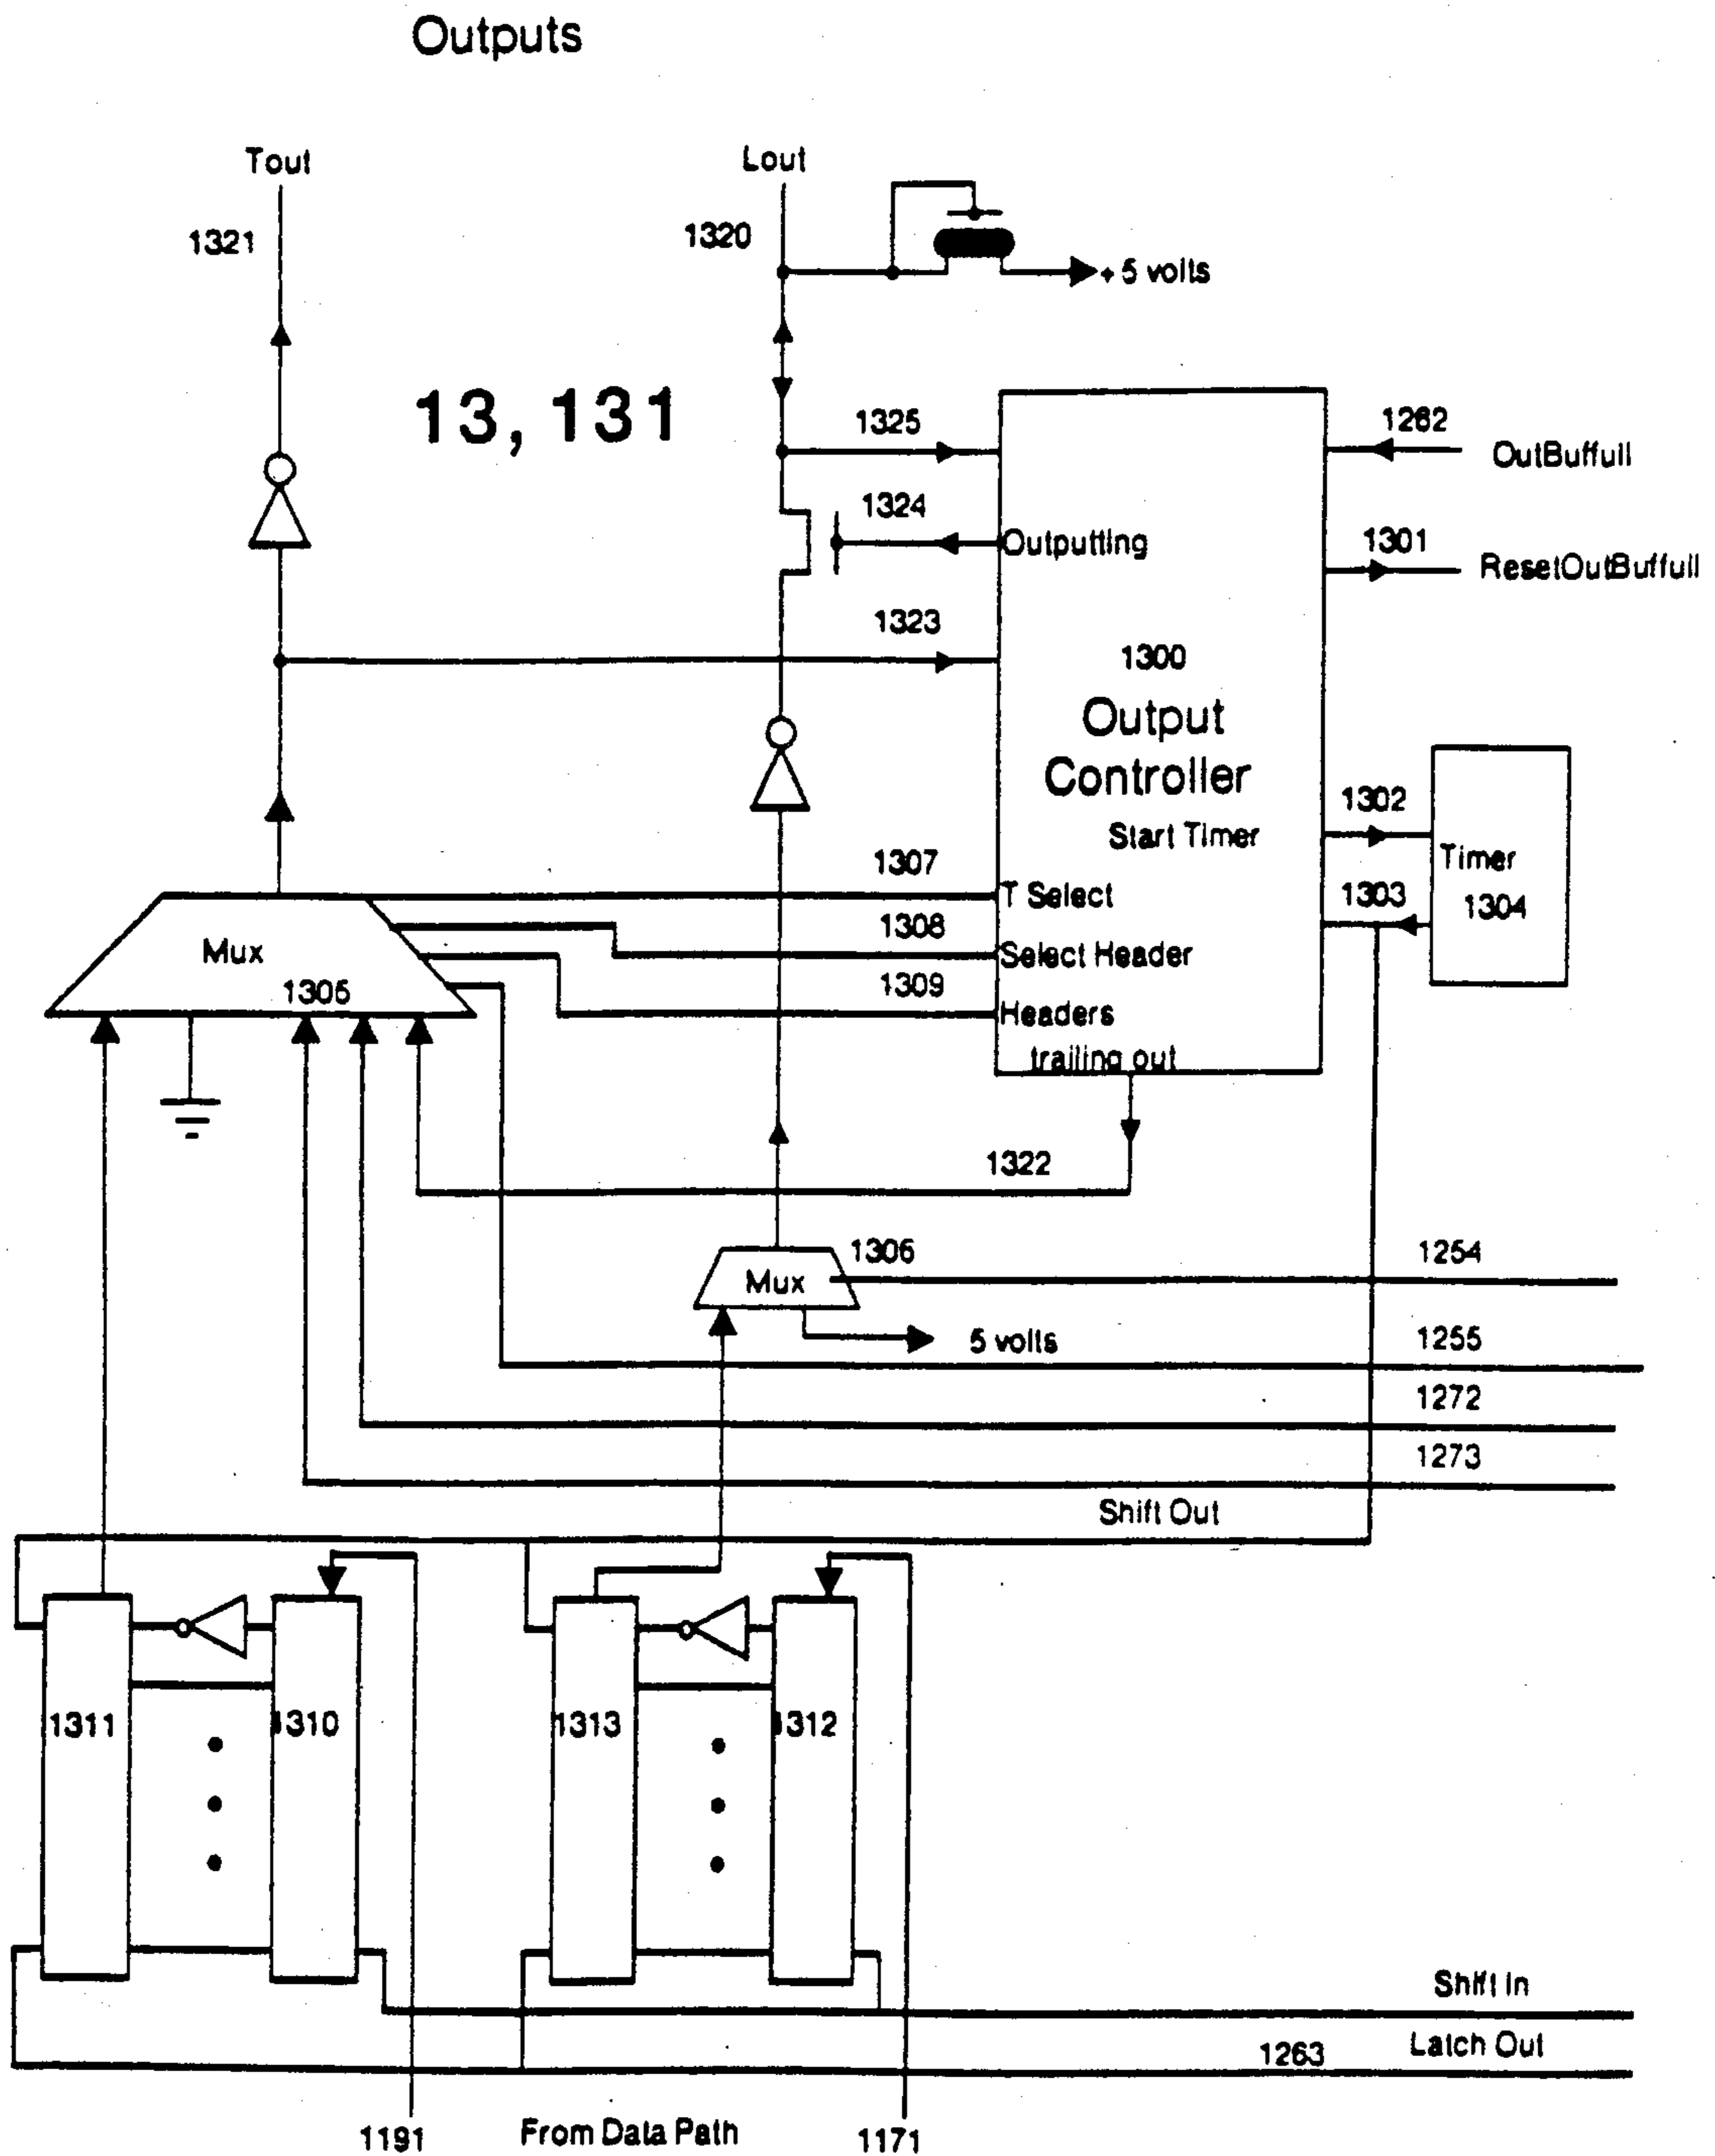 Outputs
Tout
Lout
1321
1320
+ 5 volts
13, 131
1325
1262
OutBuffull
1324
Outputting
1301
ResetOutBuffull
1323
1300
Output
Controller
1302
Start Timer
Timer
1307
T Select
1303
1304
1308
Select Header
Mux
1305
1309
Headers
trailing out
1322
1306
1254
Mux
5 volts
1255
1272
1273
Shift Out
1311
1310
1313
1312
Shift In
Latch Out
1263
1191
From Data Path
1171